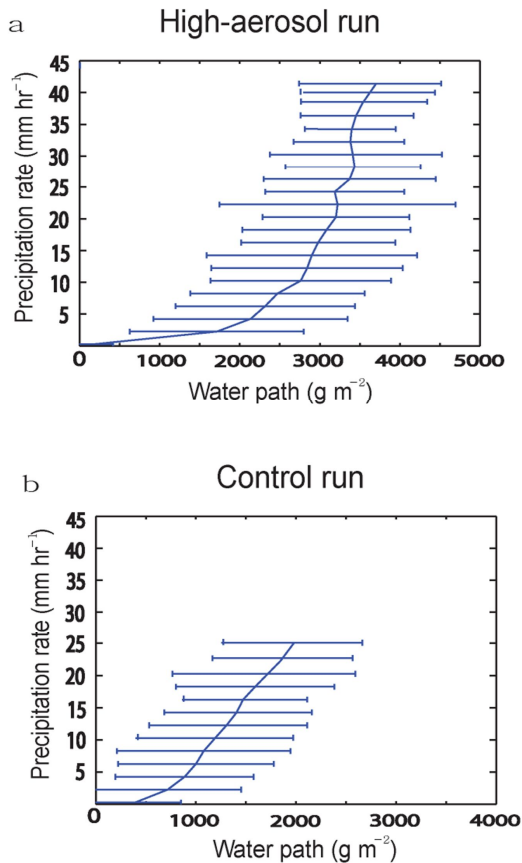 a
High-aerosol run
45
40
35
30
25
20
15
10
5
Precipitation rate (mm hr⁻¹)
0 1000 2000 3000 4000 5000
Water path (g m⁻²)
b
Control run
45
40
35
30
25
20
15
10
5
Precipitation rate (mm hr⁻¹)
0 1000 2000 3000 4000
Water path (g m⁻²)